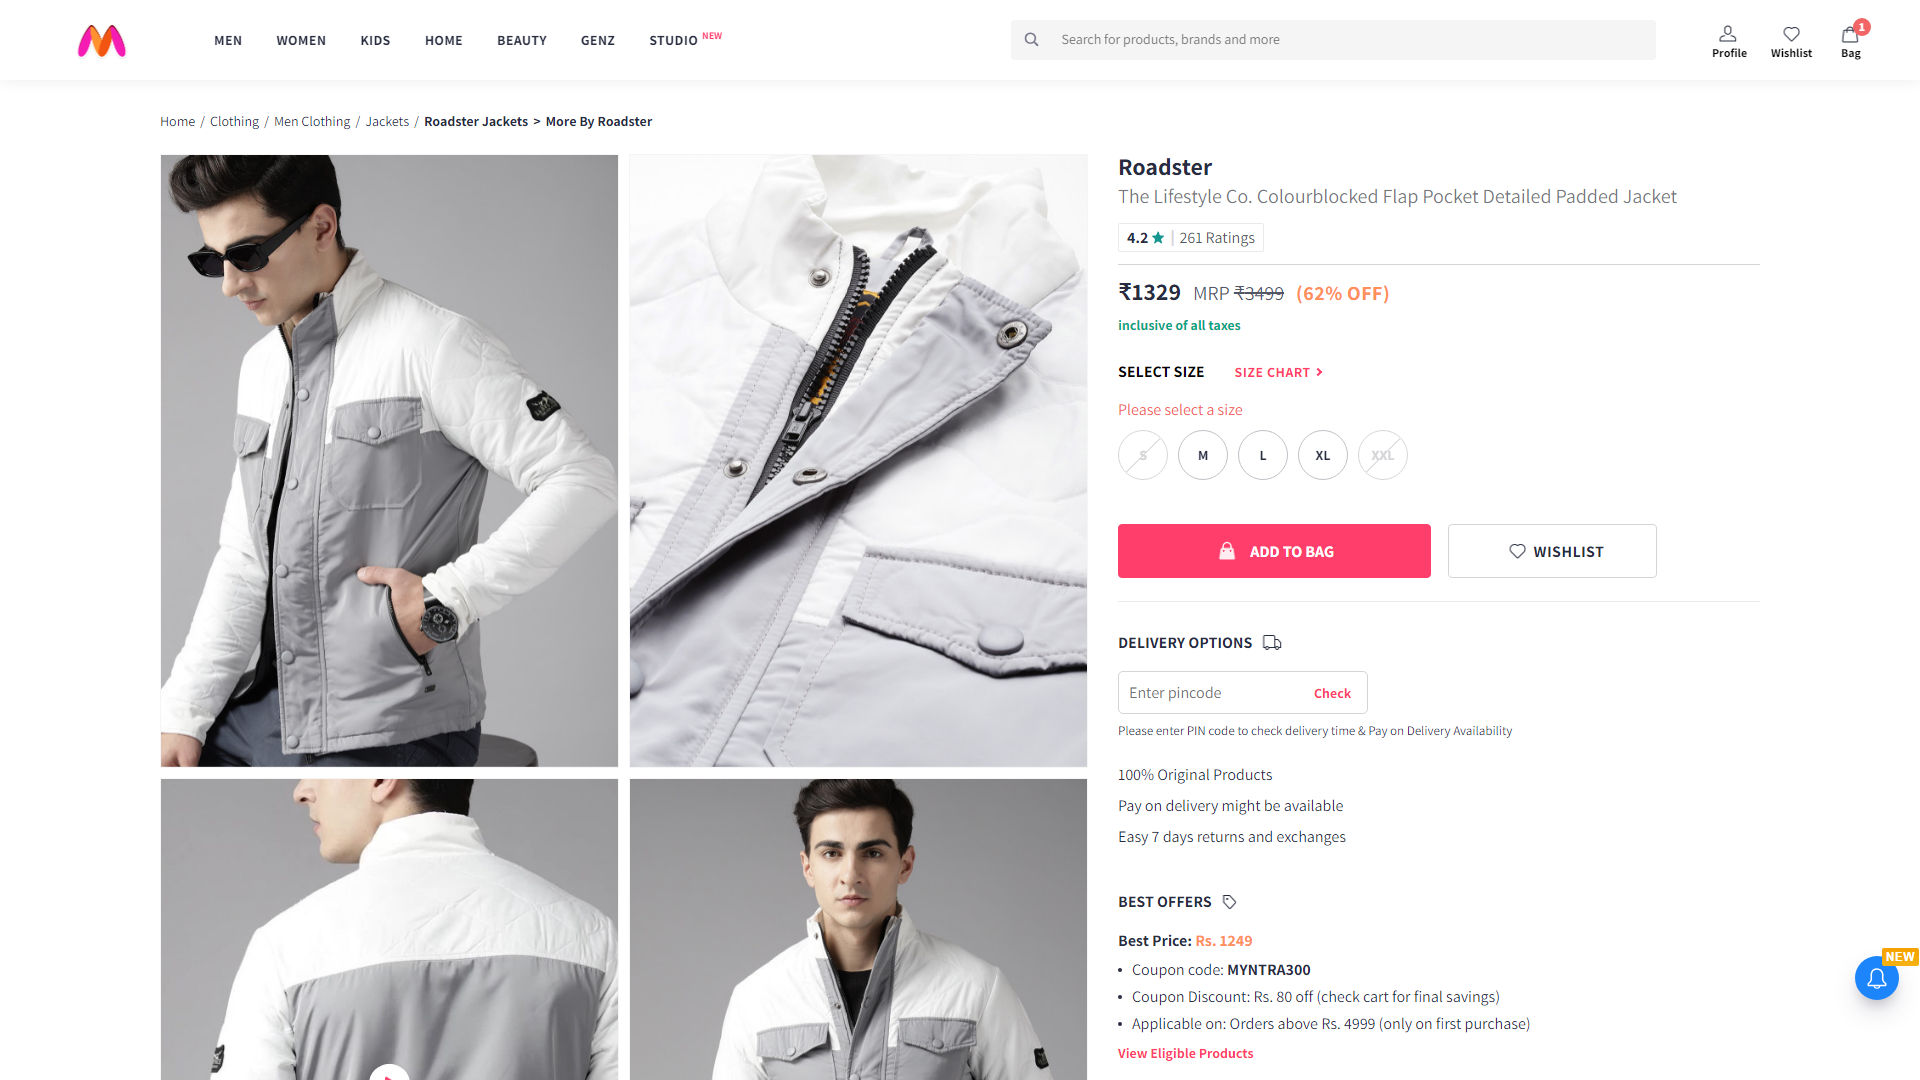 MEN WOMEN KIDS HOME BEAUTY GENZ STUDIO NEW
Search for products, brands and more
Profile Wishlist Bag 1
Home / Clothing / Men Clothing / Jackets / Roadster Jackets > More By Roadster
Roadster
The Lifestyle Co. Colourblocked Flap Pocket Detailed Padded Jacket
4.2 ★ | 261 Ratings
₹1329 MRP ₹3499 (62% OFF)
inclusive of all taxes
SELECT SIZE SIZE CHART >
Please select a size
S M L XL XXL
ADD TO BAG WISHLIST
DELIVERY OPTIONS
Enter pincode Check
Please enter PIN code to check delivery time & Pay on Delivery Availability
100% Original Products
Pay on delivery might be available
Easy 7 days returns and exchanges
BEST OFFERS
Best Price: Rs. 1249
• Coupon code: MYNTRA300
• Coupon Discount: Rs. 80 off (check cart for final savings)
• Applicable on: Orders above Rs. 4999 (only on first purchase)
View Eligible Products
NEW